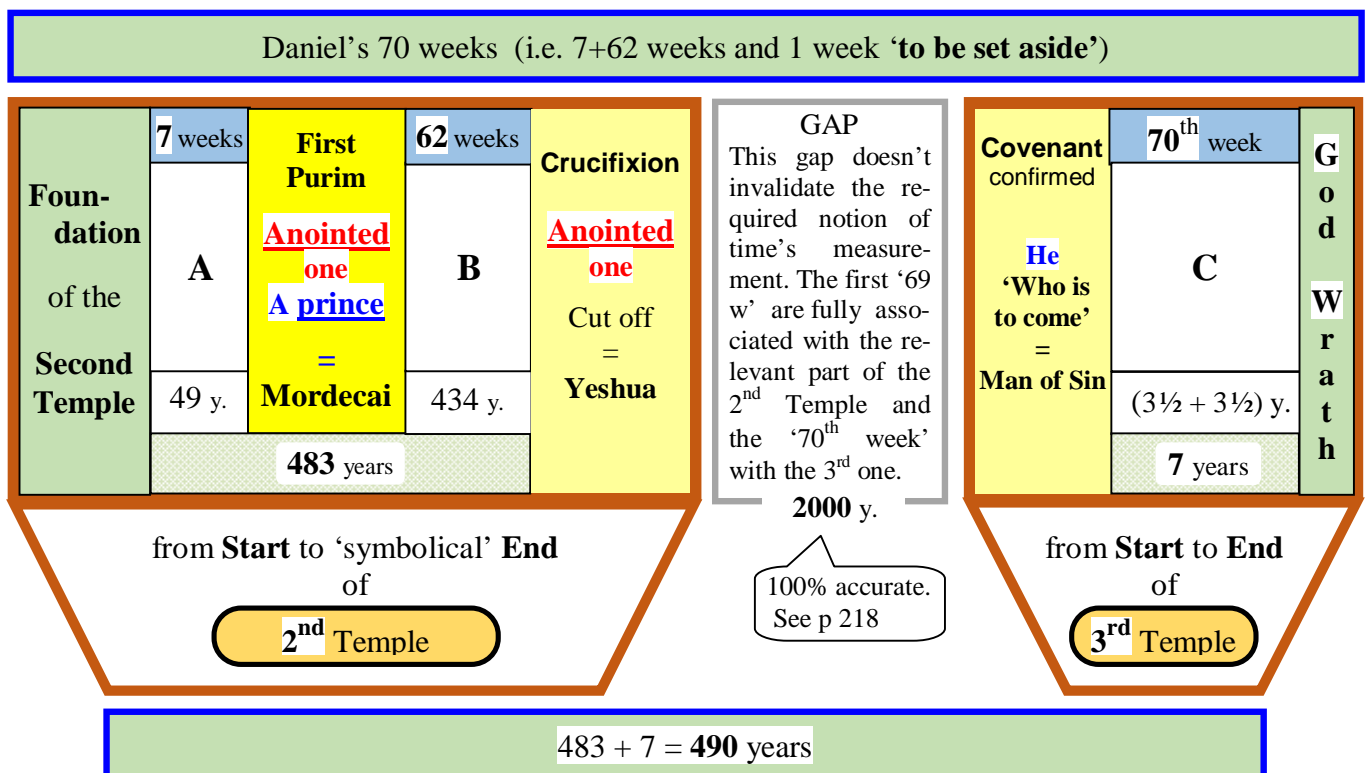 Daniel's 70 weeks (i.e. 7+62 weeks and 1 week ‘to be set aside’)
Foun-
dation
of the
Second
Temple
7 weeks
A
49 y.
First
Purim
Anointed
one
A prince
=
Mordecai
62 weeks
B
434 y.
483 years
Crucifixion
Anointed
one
Cut off
=
Yeshua
from Start to ‘symbolical’ End
of
2nd Temple
GAP
This gap doesn't
invalidate the re-
quired notion of
time's measure-
ment. The first ‘69
w’ are fully asso-
ciated with the re-
levant part of the
2nd Temple and
the ‘70th week’
with the 3rd one.
2000 y.
100% accurate.
See p 218
Covenant
confirmed
He
‘Who is
to come’
=
Man of Sin
70th week
C
(3½ + 3½) y.
7 years
God
Wrath
from Start to End
of
3rd Temple
483 + 7 = 490 years